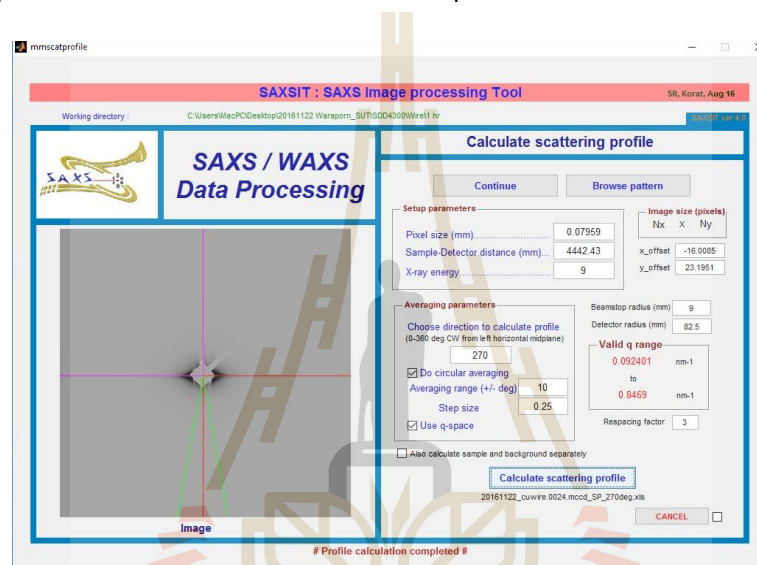 mmscatprofile
SAXSIT : SAXS Image processing Tool
SR, Korat, Aug 16
Working directory :
C:\Users\MacPC\Desktop\20161122 Waraporn_SUT\SDD4300\Wire\1 hr
SAXSIT ver 4.0
SAXS
SAXS / WAXS
Data Processing
Image
Calculate scattering profile
Continue
Browse pattern
Setup parameters
Pixel size (mm)
0.07959
Sample-Detector distance (mm)...
4442.43
X-ray energy
9
Image size (pixels)
Nx X Ny
x_offset -16.0085
y_offset 23.1951
Averaging parameters
Choose direction to calculate profile
(0-360 deg CW from left horizontal midplane)
270
Do circular averaging
Averaging range (+/- deg) 10
Step size 0.25
Use q-space
Beamstop radius (mm) 9
Detector radius (mm) 82.5
Valid q range
0.092401 nm-1
to
0.8469 nm-1
Respacing factor 3
Also calculate sample and background separately
Calculate scattering profile
20161122_cuwire.0024.mccd_SP_270deg.xls
CANCEL
# Profile calculation completed #